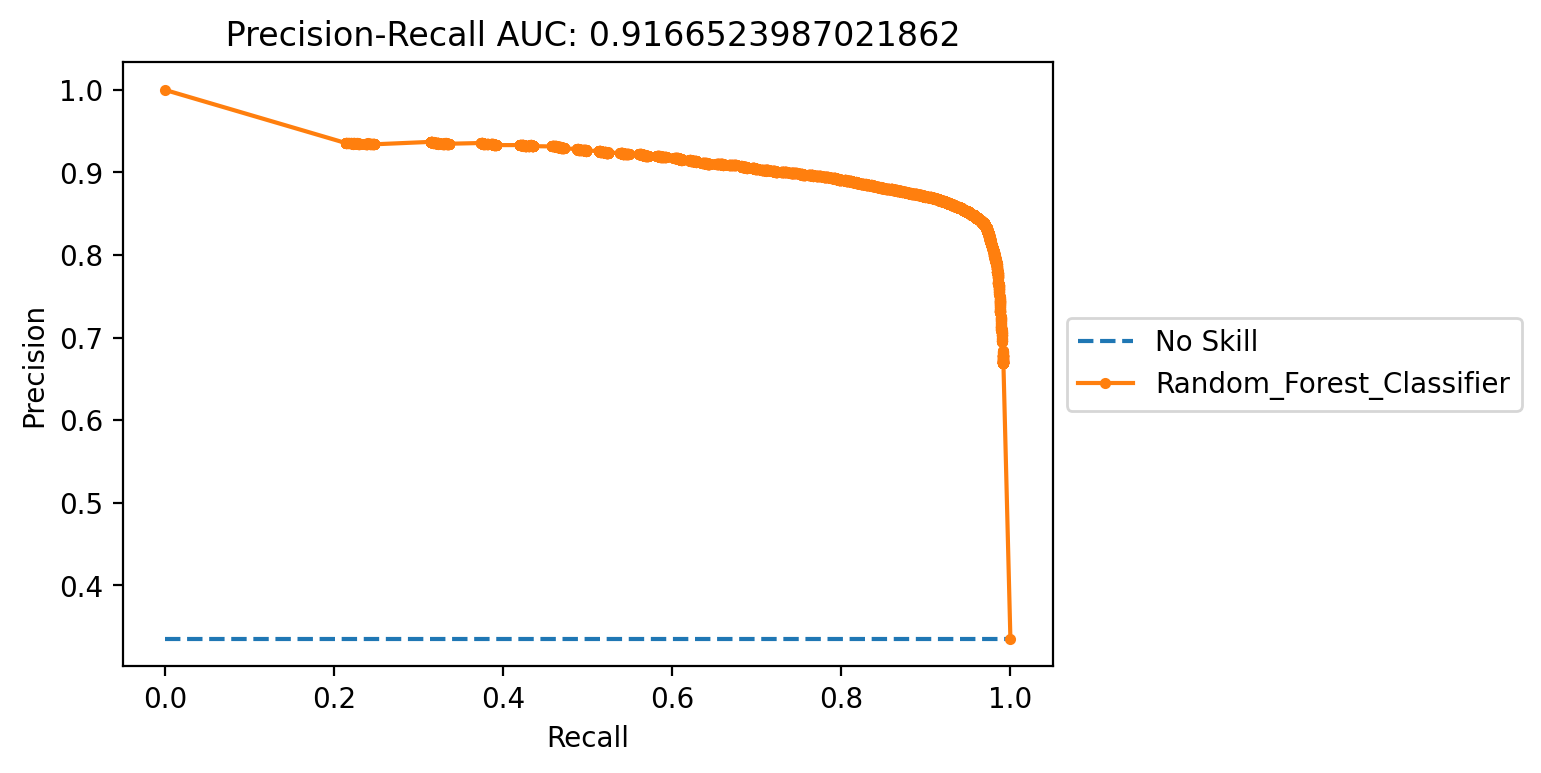 Precision-Recall AUC: 0.9166523987021862
1.0
0.9
0.8
0.7
0.6
0.5
0.4
Precision
0.0 0.2 0.4 0.6 0.8 1.0
Recall
No Skill
Random_Forest_Classifier